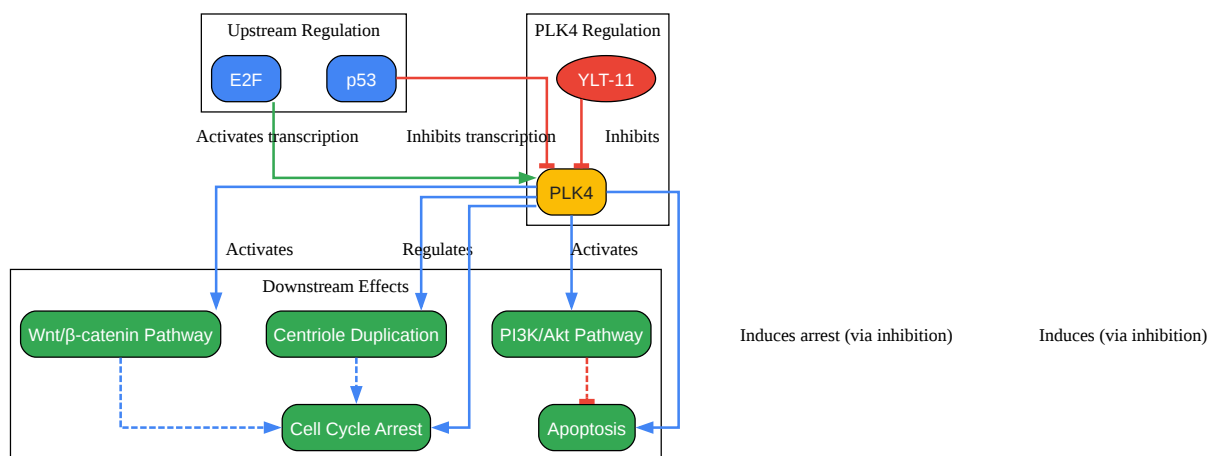 Upstream Regulation
PLK4 Regulation
E2F
p53
YLT-11
Activates transcription
Inhibits transcription
Inhibits
PLK4
Activates
Regulates
Activates
Downstream Effects
Wnt/β-catenin Pathway
Centriole Duplication
PI3K/Akt Pathway
Induces arrest (via inhibition)
Induces (via inhibition)
Cell Cycle Arrest
Apoptosis